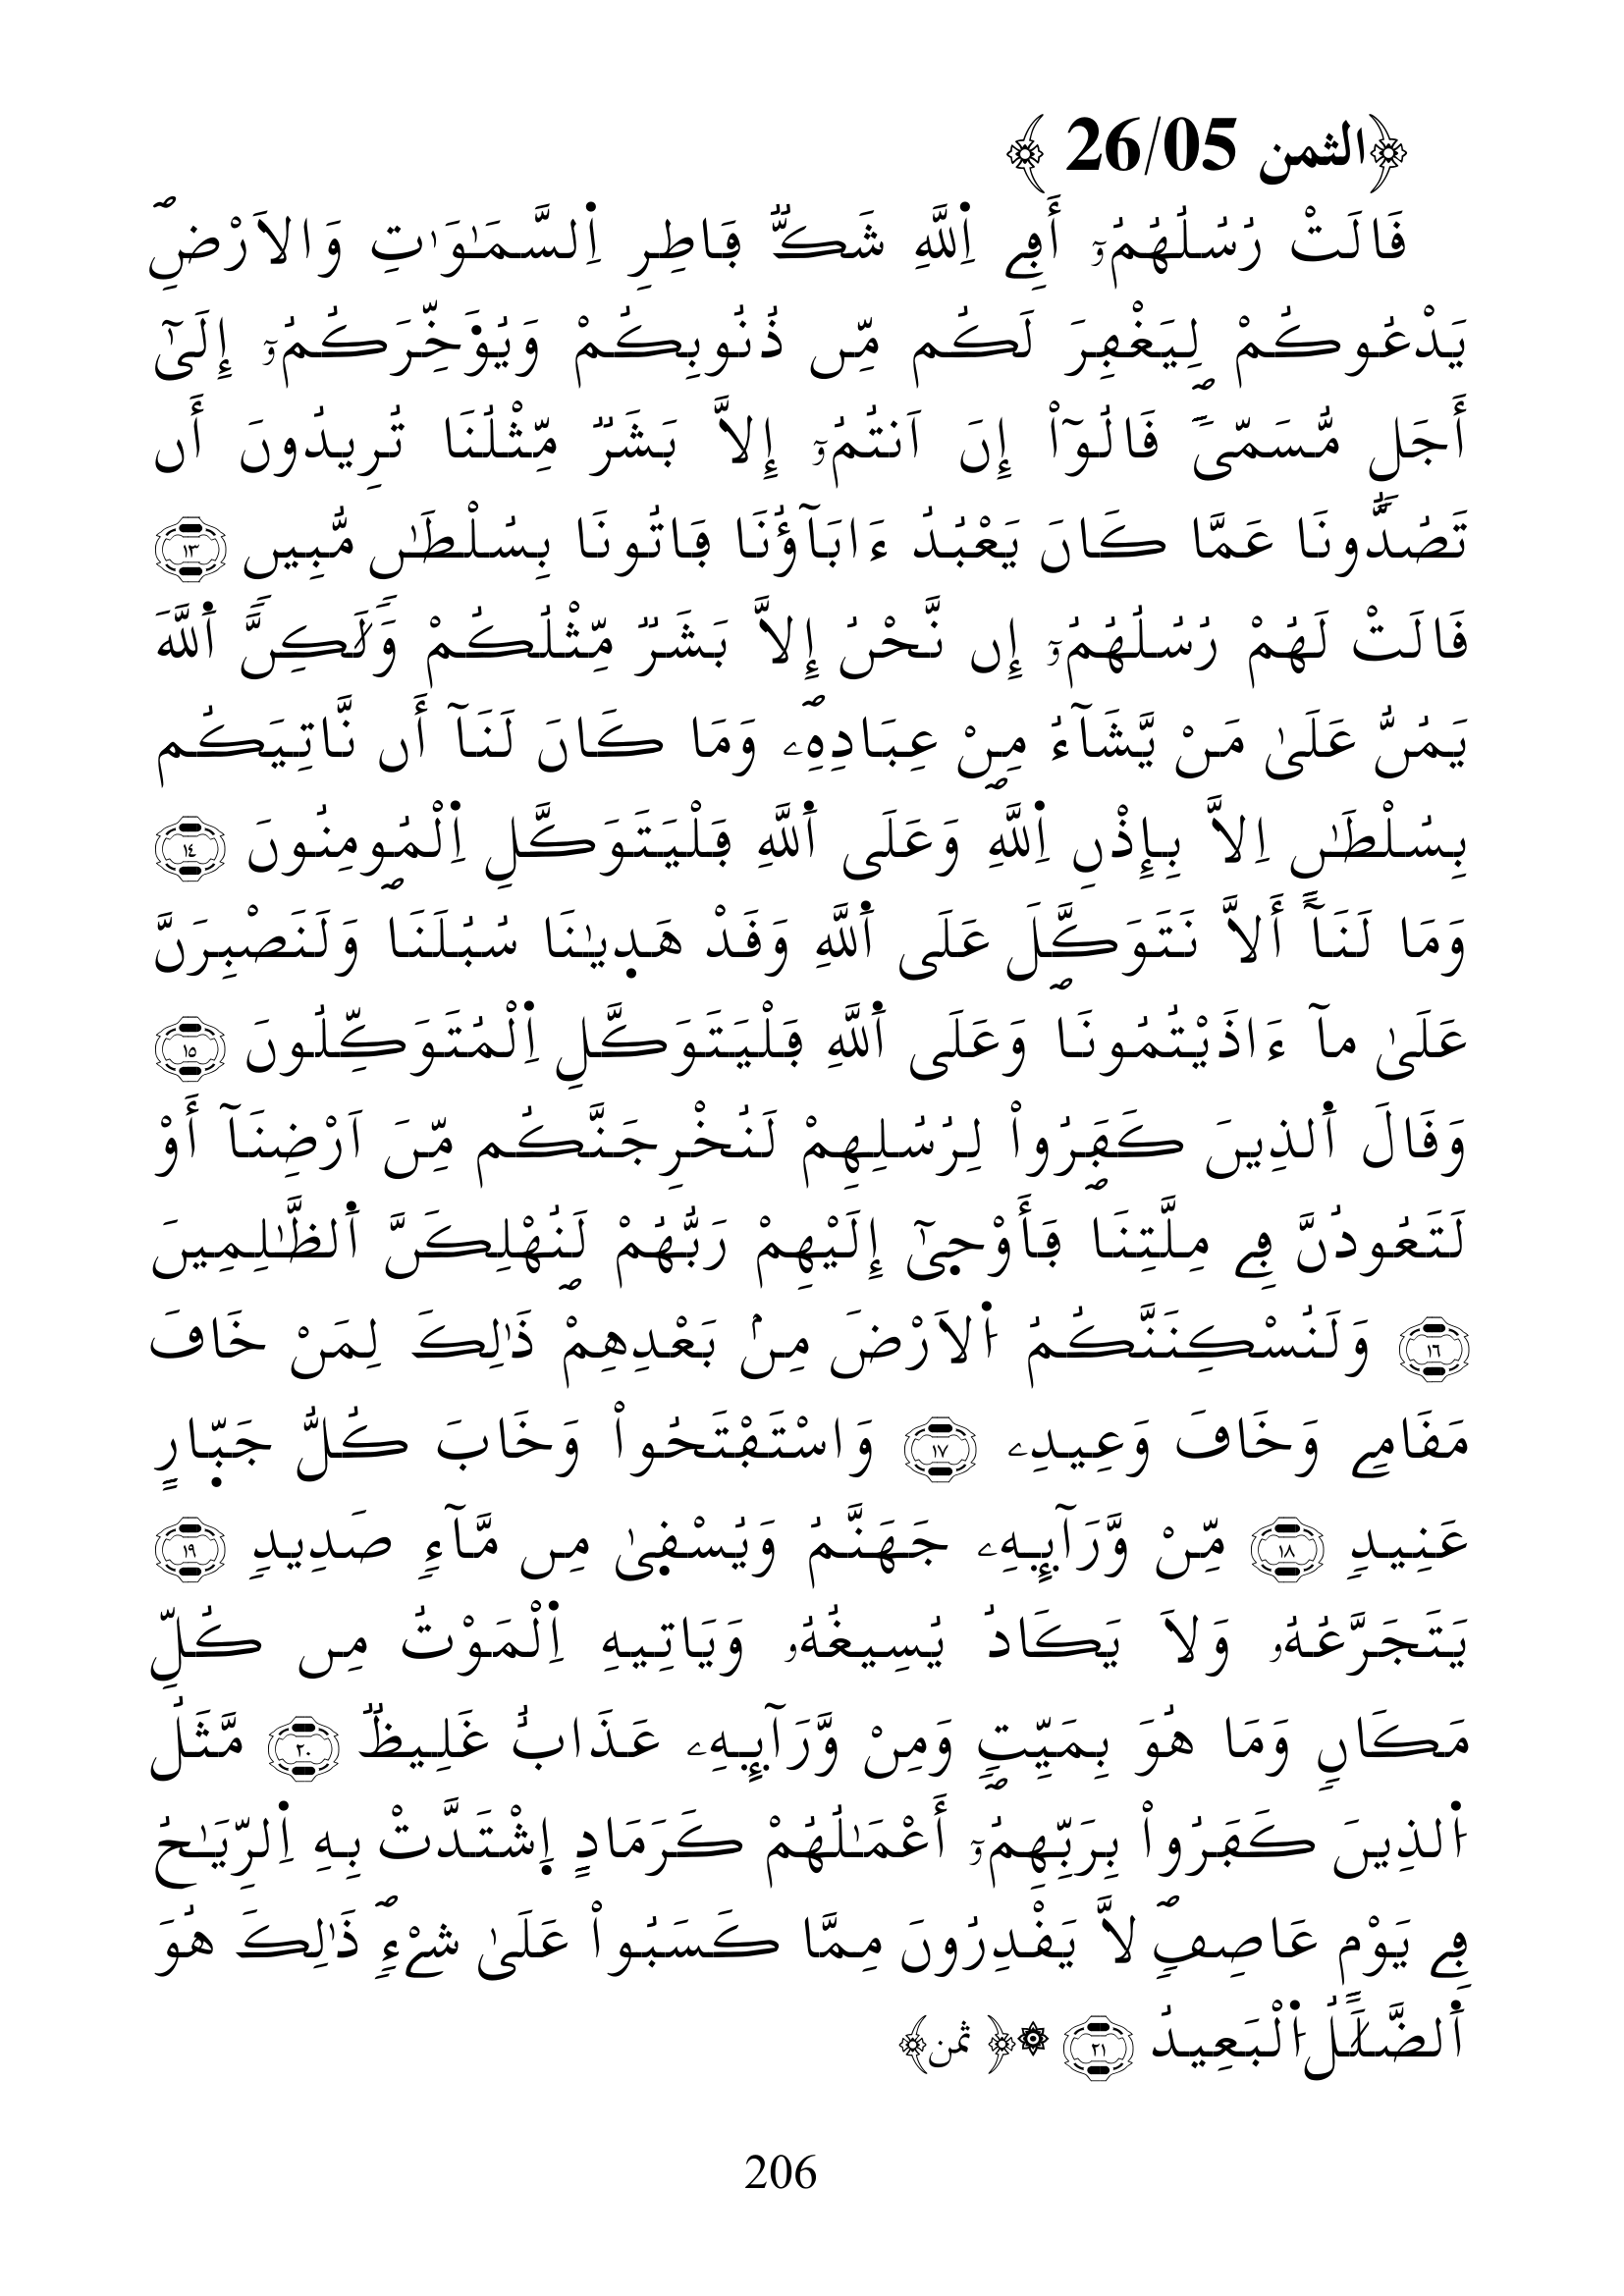 ﴿الثمن 26/05 ﴾
قَالَتْ رُسُلُهُمُۥٓ أَفِے اِ۬للَّهِ شَكّٞ فَاطِرِ اِ۬لسَّمَٰوَٰتِ وَالَارْضِۖ
يَدْعُوكُمْ لِيَغْفِرَ لَكُم مِّن ذُنُوبِكُمْ وَيُوَ۬خِّرَكُمُۥٓ إِلَىٰٓ
أَجَلٖ مُّسَمّيٗۖ قَالُوٓاْ إِنَ اَنتُمُۥٓ إِلَّا بَشَرٞ مِّثْلُنَا تُرِيدُونَ أَن
تَصُدُّونَا عَمَّا كَانَ يَعْبُدُ ءَابَآؤُنَا فَاتُونَا بِسُلْطَٰنٖ مُّبِينٖ ١٣
قَالَتْ لَهُمْ رُسُلُهُمُۥٓ إِن نَّحْنُ إِلَّا بَشَرٞ مِّثْلُكُمْ وَلَٰكِنَّ اَ۬للَّهَ
يَمُنُّ عَلَىٰ مَنْ يَّشَآءُ مِنْ عِبَادِهِۦۖ وَمَا كَانَ لَنَآ أَن نَّاتِيَكُم
بِسُلْطَٰنٍ اِلَّا بِإِذْنِ اِ۬للَّهِۖ وَعَلَى اَ۬للَّهِ فَلْيَتَوَكَّلِ اِ۬لْمُومِنُونَ ١٤
وَمَا لَنَآ أَلَّا نَتَوَكَّلَ عَلَى اَ۬للَّهِ وَقَدْ هَدٜيٰنَا سُبُلَنَاۖ وَلَنَصْبِرَنَّ
عَلَىٰ مآ ءَاذَيْتُمُونَاۖ وَعَلَى اَ۬للَّهِ فَلْيَتَوَكَّلِ اِ۬لْمُتَوَكِّلُونَ ١٥
وَقَالَ اَ۬لذِينَ كَفَرُواْ لِرُسُلِهِمْ لَنُخْرِجَنَّكُم مِّنَ اَرْضِنَآ أَوْ
لَتَعُودُنَّ فِے مِلَّتِنَاۖ فَأَوْحٜىٰٓ إِلَيْهِمْ رَبُّهُمْ لَنُهْلِكَنَّ اَ۬لظَّٰلِمِينَ
١٦ وَلَنُسْكِنَنَّكُمُ اُ۬لَارْضَ مِنۢ بَعْدِهِمْۖ ذَٰلِكَ لِمَنْ خَافَ
مَقَامِے وَخَافَ وَعِيدِۦ ١٧ وَاسْتَفْتَحُواْ وَخَابَ كُلُّ جَبّٜارٍ
عَنِيدٖ ١٨ مِّنْ وَّرَآئِهِۦ جَهَنَّمُ وَيُسْقٜىٰ مِن مَّآءٖ صَدِيدٖ ١٩
يَتَجَرَّعُهُۥ وَلَا يَكَادُ يُسِيغُهُۥ وَيَاتِيهِ اِ۬لْمَوْتُ مِن كُلِّ
مَكَانٖ وَمَا هُوَ بِمَيِّتٖۖ وَمِنْ وَّرَآئِهِۦ عَذَابٌ غَلِيظٞ ٢٠ مَّثَلُ
اُ۬لذِينَ كَفَرُواْ بِرَبِّهِمُۥٓ أَعْمَٰلُهُمْ كَرَمَادٍ اِ۪شْتَدَّتْ بِهِ اِ۬لرِّيَٰحُ
فِے يَوْمٍ عَاصِفٖۖ لَّا يَقْدِرُونَ مِمَّا كَسَبُواْ عَلَىٰ شَےْءٖۖ ذَٰلِكَ هُوَ
اَ۬لضَّلَٰلُ اُ۬لْبَعِيدُ ٢١ ۞﴿ ثمن﴾
206